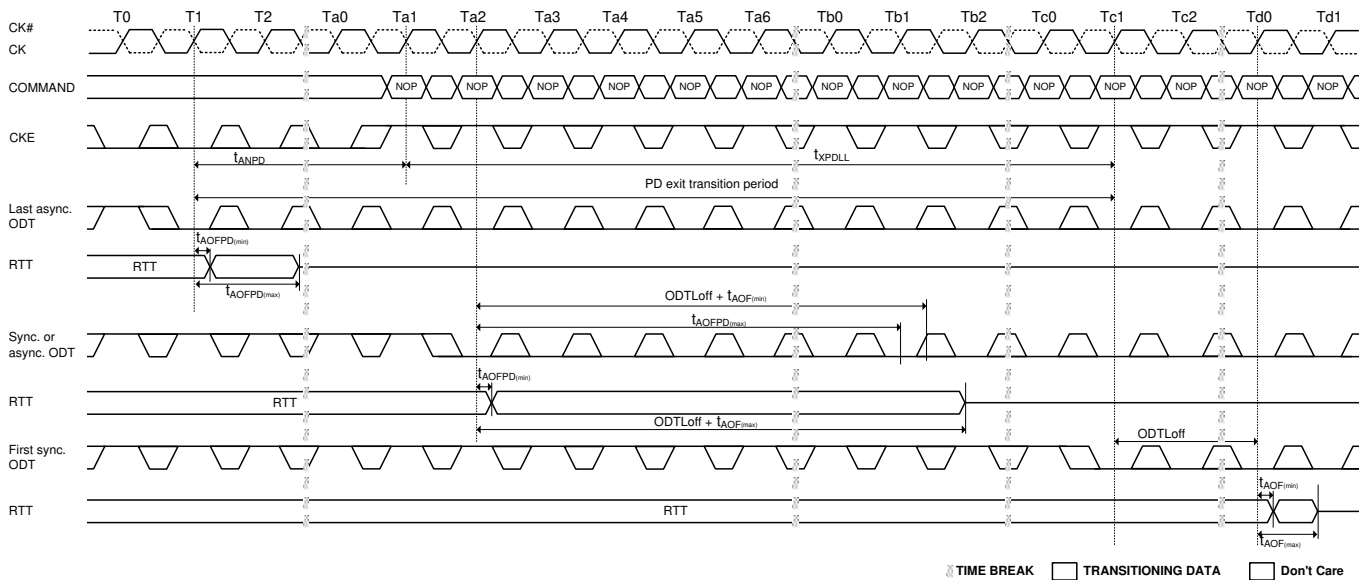 T0 T1 T2 Ta0 Ta1 Ta2 Ta3 Ta4 Ta5 Ta6 Tb0 Tb1 Tb2 Tc0 Tc1 Tc2 Td0 Td1
CK#
CK
COMMAND NOP NOP NOP NOP NOP NOP NOP NOP NOP NOP NOP NOP NOP NOP
CKE
tANPD tXPDLL
PD exit transition period
Last async.
ODT
tAOFPD(min)
RTT RTT
tAOFPD(max)
ODTLoff + tAOF(min)
tAOFPD(max)
Sync. or
async. ODT
tAOFPD(min)
RTT RTT
ODTLoff + tAOF(max)
First sync.
ODT
ODTLoff
tAOF(min)
RTT RTT
tAOF(max)
TIME BREAK TRANSITIONING DATA Don't Care